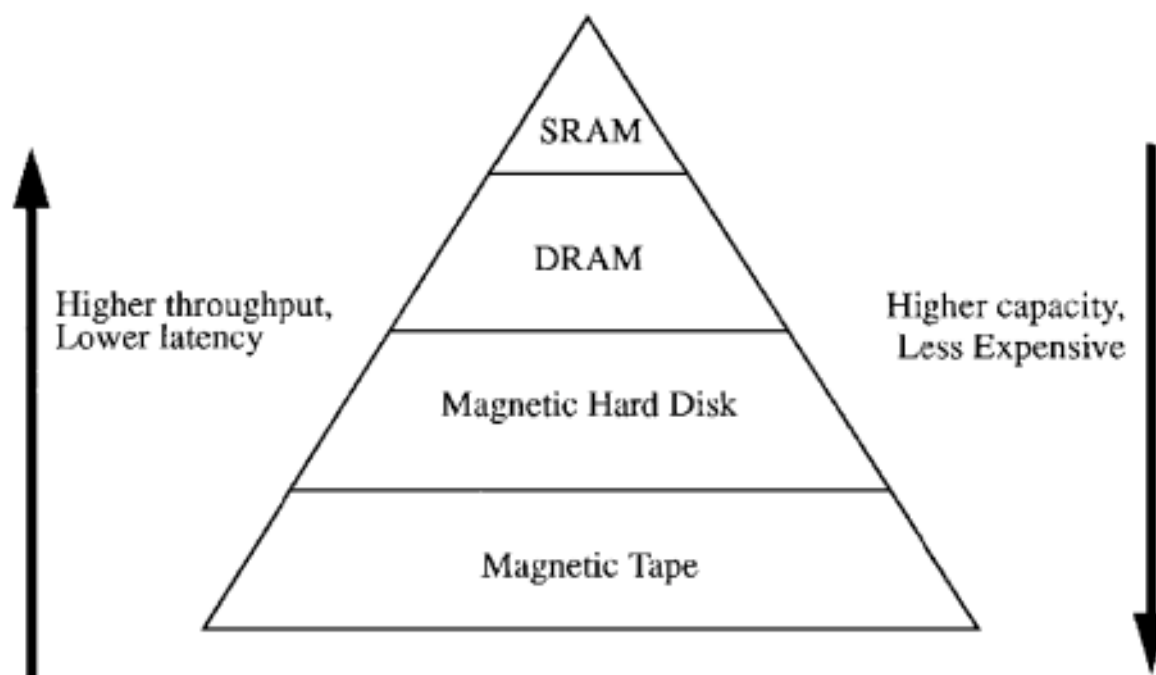 SRAM
DRAM
Higher throughput,
Lower latency
Higher capacity,
Less Expensive
Magnetic Hard Disk
Magnetic Tape